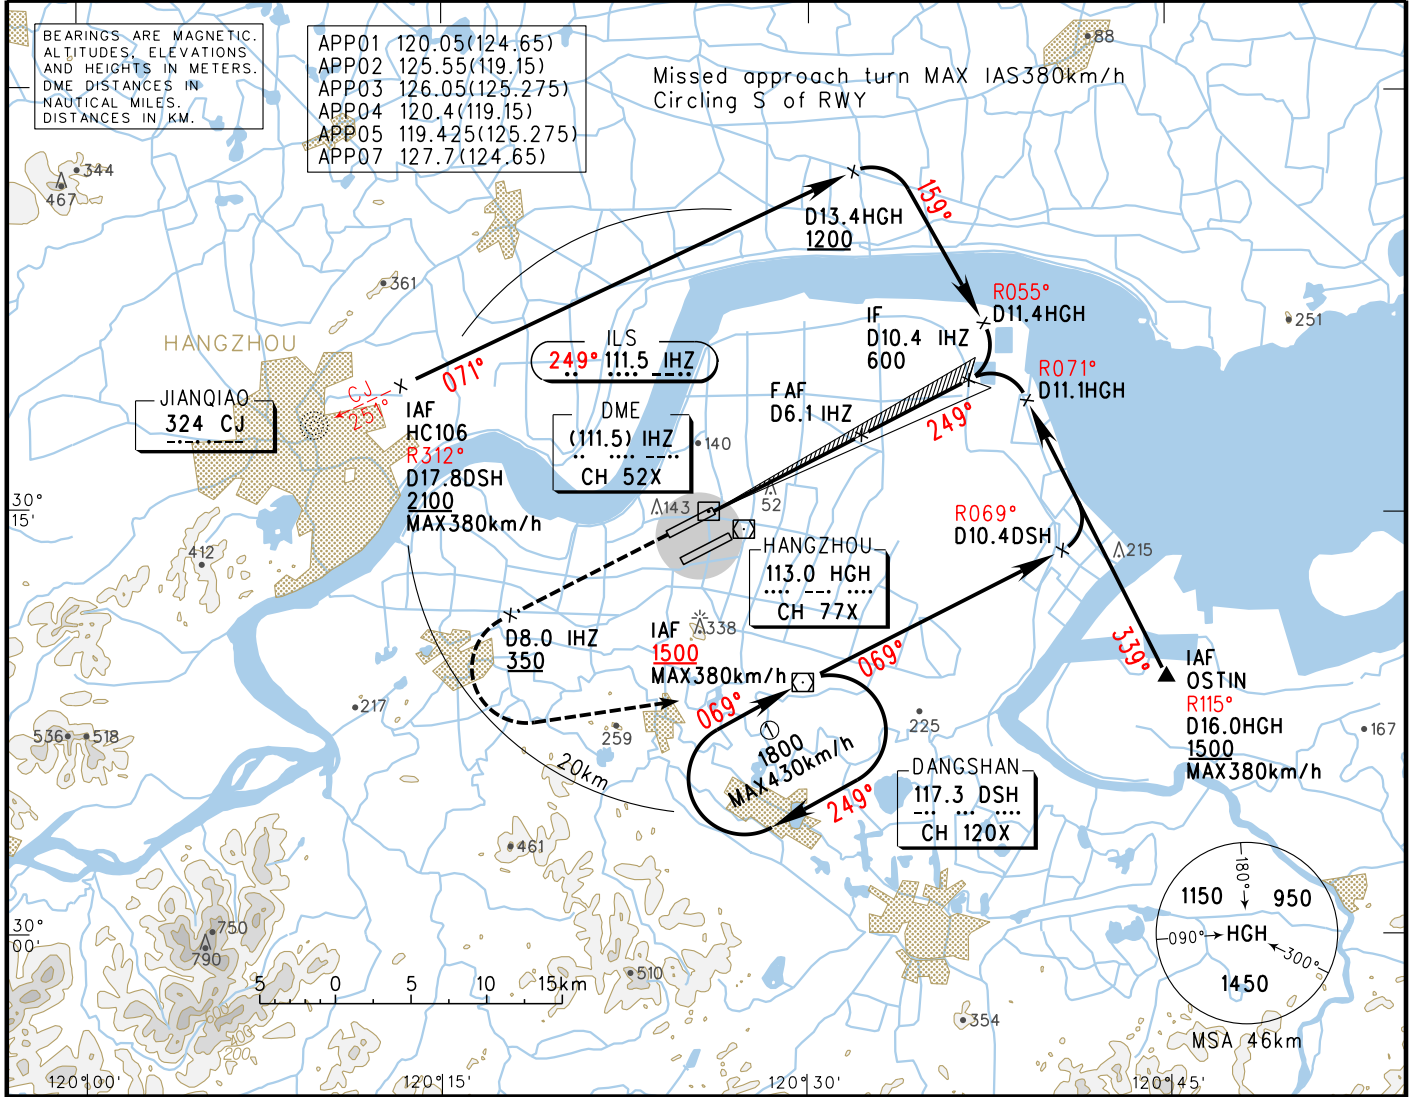 BEARINGS ARE MAGNETIC.
ALTITUDES, ELEVATIONS
AND HEIGHTS IN METERS.
DME DISTANCES IN
NAUTICAL MILES.
DISTANCES IN KM.
APP01 120.05(124.65)
APP02 125.55(119.15)
APP03 126.05(125.275)
APP04 120.4(119.15)
APP05 119.425(125.275)
APP07 127.7(124.65)
Missed approach turn MAX IAS380km/h
Circling S of RWY
88
344
467
361
251
D13.4HGH
1200
159°
R055°
D11.4HGH
IF
D10.4 IHZ
600
HANGZHOU
ILS
249° 111.5 IHZ
071°
R071°
D11.1HGH
FAF
D6.1 IHZ
249°
CJ
251°
JIANQIAO
324 CJ
IAF
HC106
R312°
D17.8DSH
2100
MAX380km/h
DME
(111.5) IHZ
CH 52X
140
143
52
30°
15'
R069°
D10.4DSH
215
412
HANGZHOU
113.0 HGH
CH 77X
D8.0 IHZ
350
338
IAF
1500
MAX380km/h
069°
069°
339°
IAF
OSTIN
R115°
D16.0HGH
1500
MAX380km/h
217
536
518
259
225
167
1800
MAX430km/h
249°
20km
DANGSHAN
117.3 DSH
CH 120X
461
750
790
510
354
30°
00'
5 0 5 10 15km
600
400
200
180°
1150 950
090° HGH
300°
1450
MSA 46km
120°00' 120°15' 120°30' 120°45'